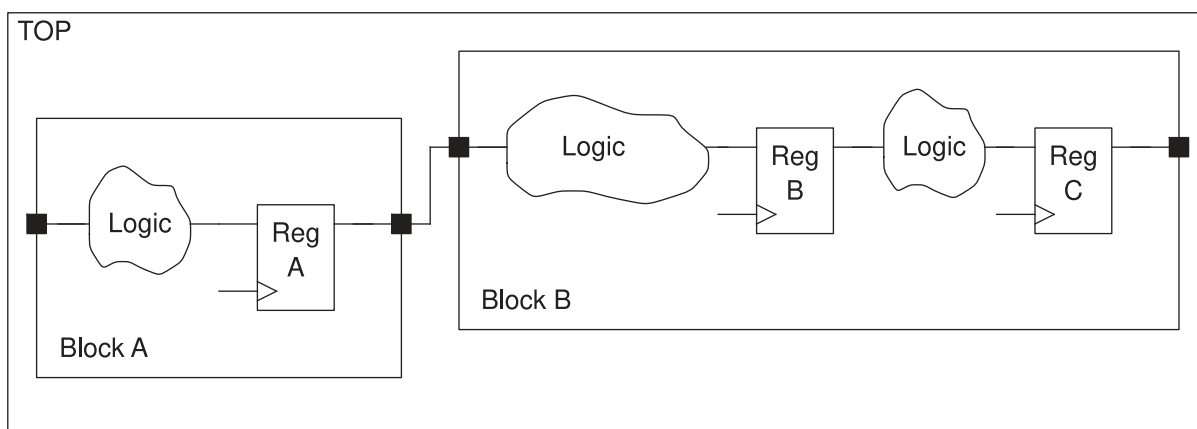 TOP
Logic
Reg
A
Block A
Logic
Reg
B
Logic
Reg
C
Block B